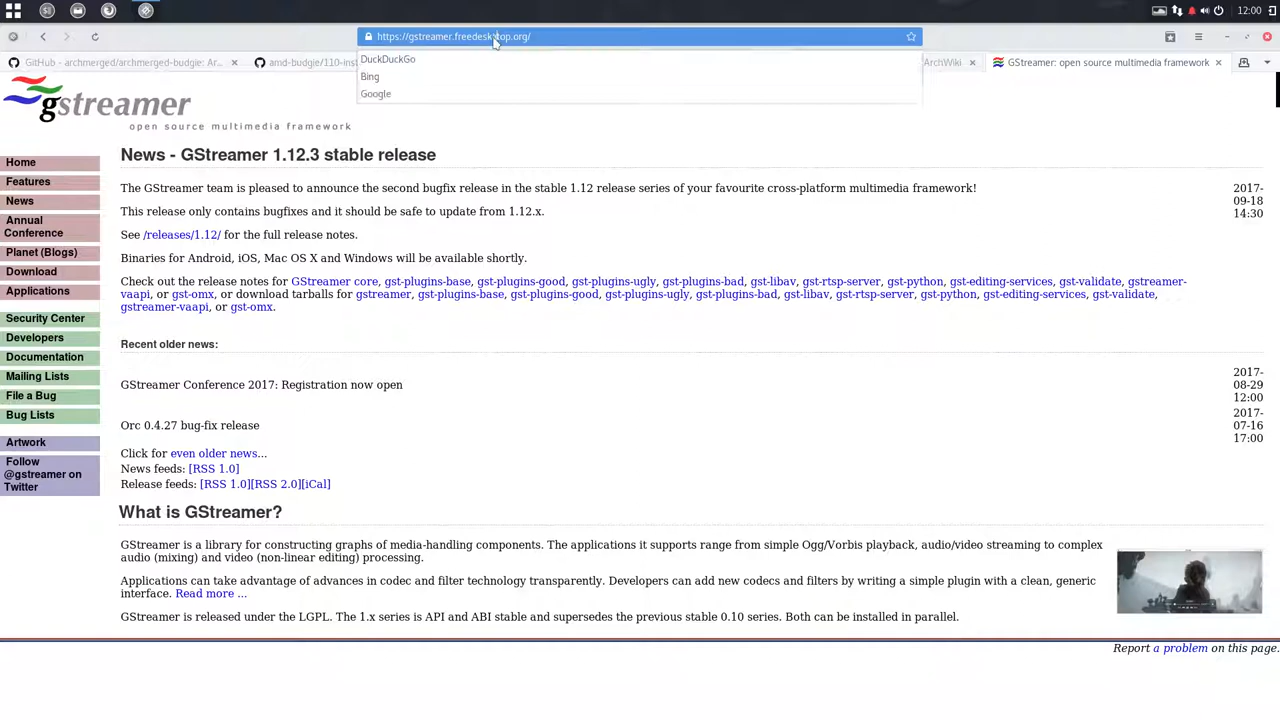 12:00
https://gstreamer.freedesktop.org/
GitHub - archmerged/archmerged-budgie: Ar...
amd-budgie/110-inst
ArchWiki
GStreamer: open source multimedia framework
DuckDuckGo
Bing
Google
gstreamer
open source multimedia framework
Home
Features
News
Annual
Conference
Planet (Blogs)
Download
Applications
Security Center
Developers
Documentation
Mailing Lists
File a Bug
Bug Lists
Artwork
Follow
@gstreamer on
Twitter
News - GStreamer 1.12.3 stable release
The GStreamer team is pleased to announce the second bugfix release in the stable 1.12 release series of your favourite cross-platform multimedia framework!
2017-
09-18
14:30
This release only contains bugfixes and it should be safe to update from 1.12.x.
See /releases/1.12/ for the full release notes.
Binaries for Android, iOS, Mac OS X and Windows will be available shortly.
Check out the release notes for GStreamer core, gst-plugins-base, gst-plugins-good, gst-plugins-ugly, gst-plugins-bad, gst-libav, gst-rtsp-server, gst-python, gst-editing-services, gst-validate, gstreamer-
vaapi, or gst-omx, or download tarballs for gstreamer, gst-plugins-base, gst-plugins-good, gst-plugins-ugly, gst-plugins-bad, gst-libav, gst-rtsp-server, gst-python, gst-editing-services, gst-validate,
gstreamer-vaapi, or gst-omx.
Recent older news:
GStreamer Conference 2017: Registration now open
2017-
08-29
12:00
Orc 0.4.27 bug-fix release
2017-
07-16
17:00
Click for even older news...
News feeds: [RSS 1.0]
Release feeds: [RSS 1.0][RSS 2.0][iCal]
What is GStreamer?
GStreamer is a library for constructing graphs of media-handling components. The applications it supports range from simple Ogg/Vorbis playback, audio/video streaming to complex
audio (mixing) and video (non-linear editing) processing.
Applications can take advantage of advances in codec and filter technology transparently. Developers can add new codecs and filters by writing a simple plugin with a clean, generic
interface. Read more ...
GStreamer is released under the LGPL. The 1.x series is API and ABI stable and supersedes the previous stable 0.10 series. Both can be installed in parallel.
Report a problem on this page.